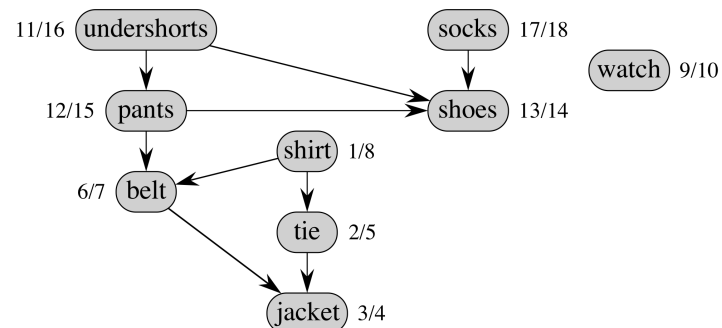 11/16 undershorts socks 17/18
watch 9/10
12/15 pants shoes 13/14
shirt 1/8
6/7 belt
tie 2/5
jacket 3/4